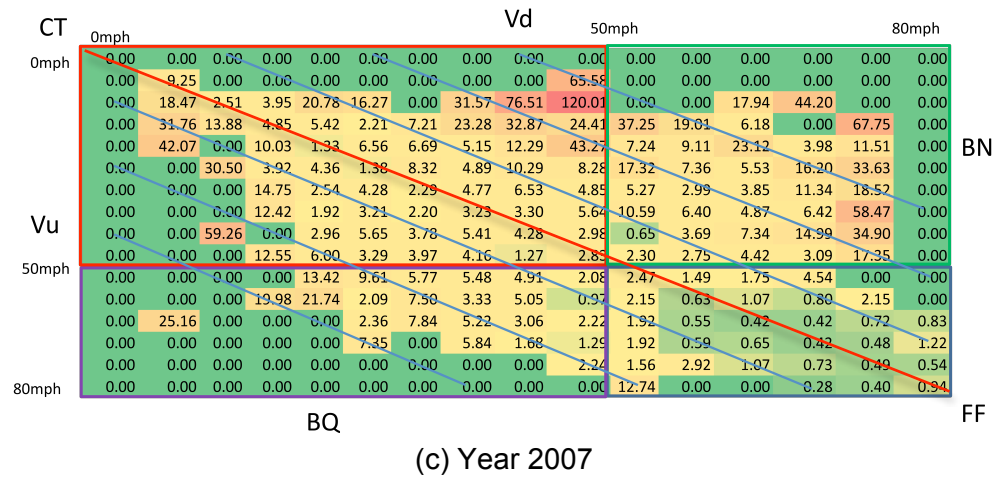 CT Vd
0mph 50mph 80mph
0mph 0.00 0.00 0.00 0.00 0.00 0.00 0.00 0.00 0.00 0.00 0.00 0.00 0.00 0.00 0.00 0.00
0.00 9.25 0.00 0.00 0.00 0.00 0.00 0.00 0.00 65.58 0.00 0.00 0.00 0.00 0.00 0.00
0.00 18.47 2.51 3.95 20.78 16.27 0.00 31.57 76.51 120.01 0.00 0.00 17.94 44.20 0.00 0.00
0.00 31.76 13.88 4.85 5.42 2.21 7.21 23.28 32.87 24.41 37.25 19.01 6.18 0.00 67.75 0.00
0.00 42.07 0.00 10.03 1.33 6.56 6.69 5.15 12.29 43.27 7.24 9.11 23.12 3.98 11.51 0.00 BN
0.00 0.00 30.50 3.92 4.36 1.38 8.32 4.89 10.29 8.28 17.32 7.36 5.53 16.20 33.63 0.00
0.00 0.00 0.00 14.75 2.54 4.28 2.29 4.77 6.53 4.85 5.27 2.99 3.85 11.34 18.52 0.00
0.00 0.00 0.00 12.42 1.92 3.21 2.20 3.23 3.30 5.64 10.59 6.40 4.87 6.42 58.47 0.00
Vu 0.00 0.00 59.26 0.00 2.96 5.65 3.78 5.41 4.28 2.98 0.65 3.69 7.34 14.99 34.90 0.00
0.00 0.00 0.00 12.55 6.00 3.29 3.97 4.16 1.27 2.83 2.30 2.75 4.42 3.09 17.35 0.00
50mph 0.00 0.00 0.00 0.00 13.42 3.61 5.77 5.48 4.91 2.08 2.47 1.49 1.75 4.54 0.00 0.00
0.00 0.00 0.00 19.98 21.74 2.09 7.50 3.33 5.05 0.97 2.15 0.63 1.07 0.80 2.15 0.00
0.00 25.16 0.00 0.00 0.00 2.36 7.84 5.22 3.06 2.22 1.92 0.55 0.42 0.42 0.72 0.83
0.00 0.00 0.00 0.00 0.00 7.35 0.00 5.84 1.68 1.29 1.92 0.59 0.65 0.42 0.48 1.22
0.00 0.00 0.00 0.00 0.00 0.00 0.00 0.00 0.00 2.24 1.56 2.92 1.07 0.73 0.49 0.54
80mph 0.00 0.00 0.00 0.00 0.00 0.00 0.00 0.00 0.00 0.00 12.74 0.00 0.00 0.28 0.40 0.94
BQ FF
(c) Year 2007